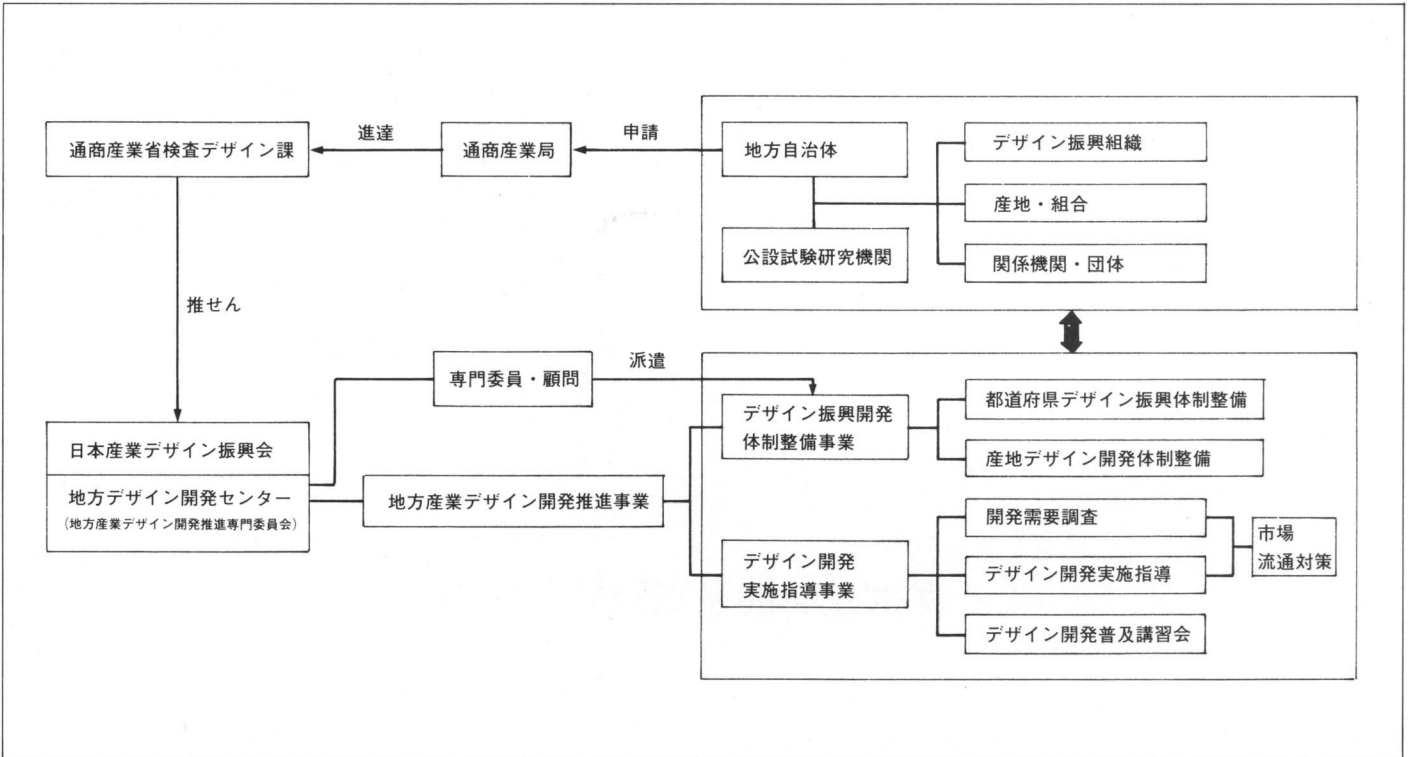 通商産業省検査デザイン課
進達
通商産業局
申請
地方自治体
公設試験研究機関
デザイン振興組織
産地・組合
関係機関・団体
推せん
専門委員・顧問
派遣
日本産業デザイン振興会
地方デザイン開発センター
(地方産業デザイン開発推進専門委員会)
地方産業デザイン開発推進事業
デザイン振興開発
体制整備事業
都道府県デザイン振興体制整備
産地デザイン開発体制整備
デザイン開発
実施指導事業
開発需要調査
デザイン開発実施指導
デザイン開発普及講習会
市場
流通対策